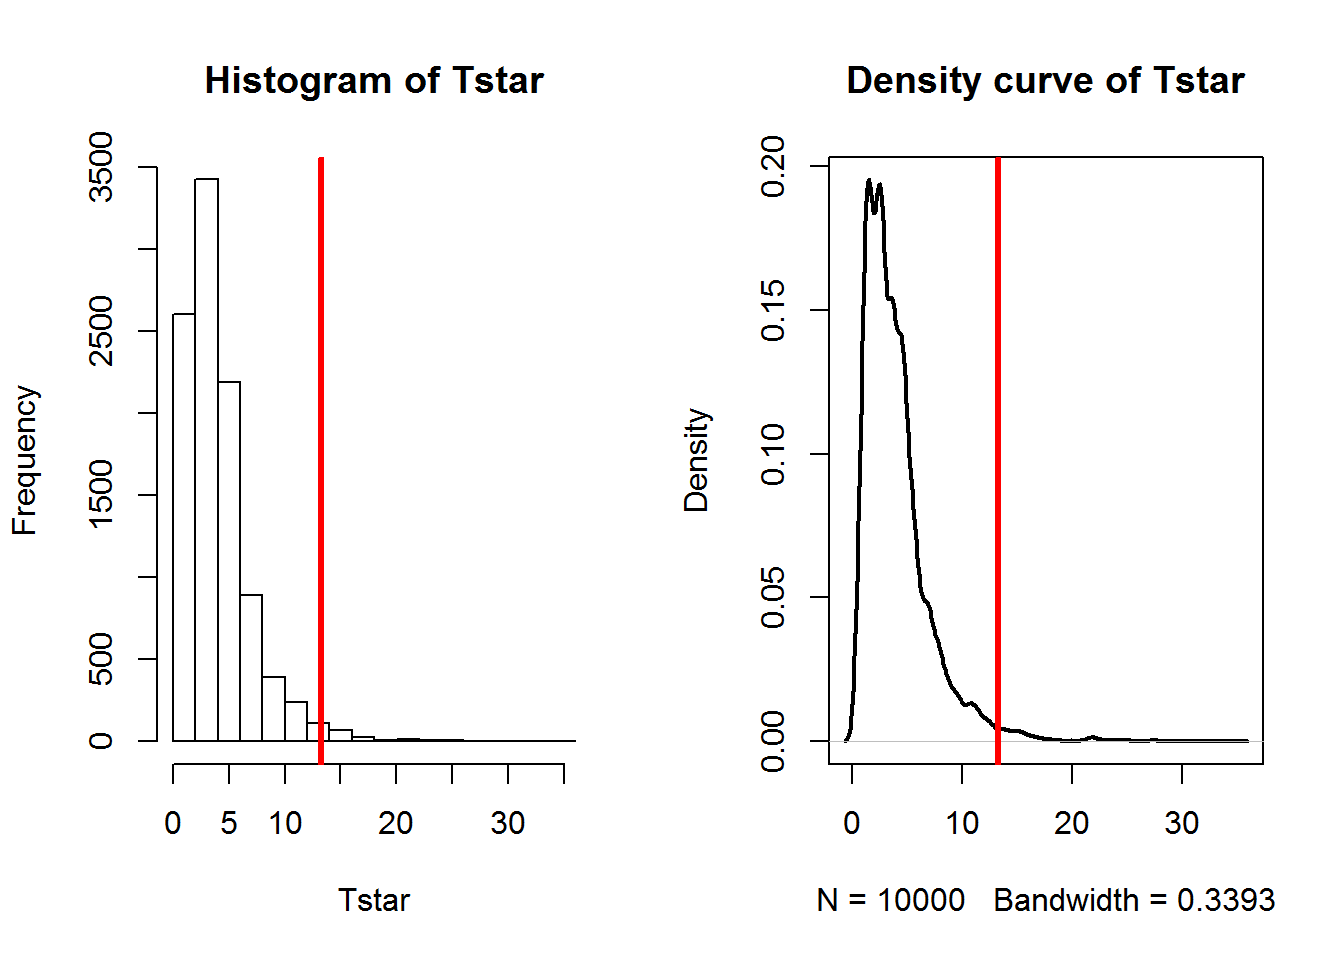 Histogram of Tstar
Frequency
3500
2500
1500
500
0
0 5 10 20 30
Tstar
Density curve of Tstar
Density
0.20
0.15
0.10
0.05
0.00
0 10 20 30
N = 10000 Bandwidth = 0.3393